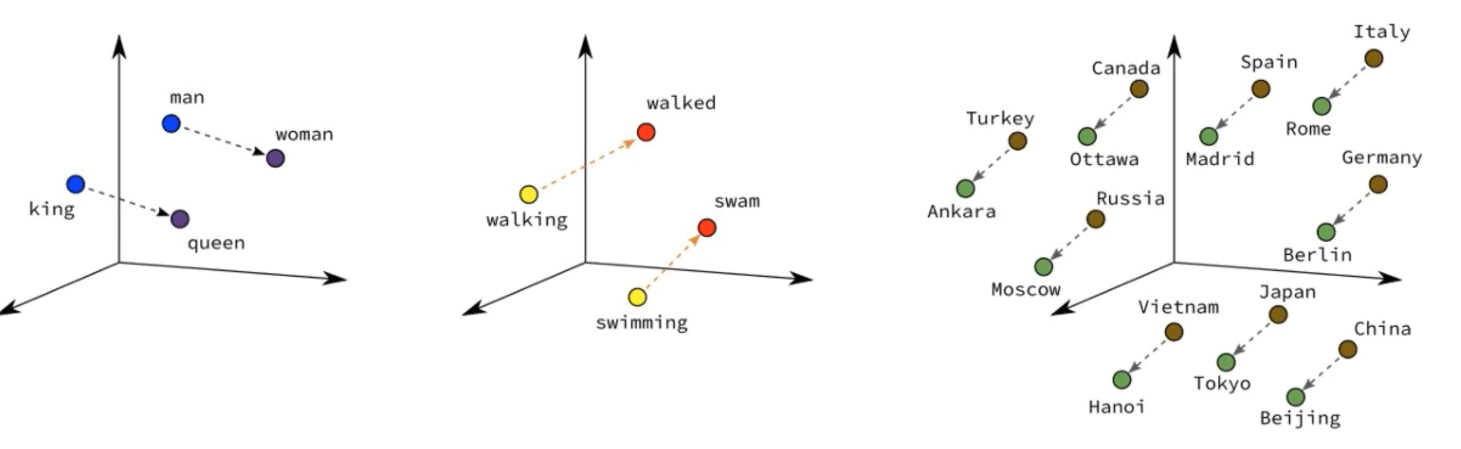 man
woman
king
queen
walked
walking
swam
swimming
Italy
Canada
Spain
Turkey
Rome
Ottawa
Madrid
Germany
Ankara
Russia
Berlin
Moscow
Japan
Vietnam
China
Tokyo
Hanoi
Beijing